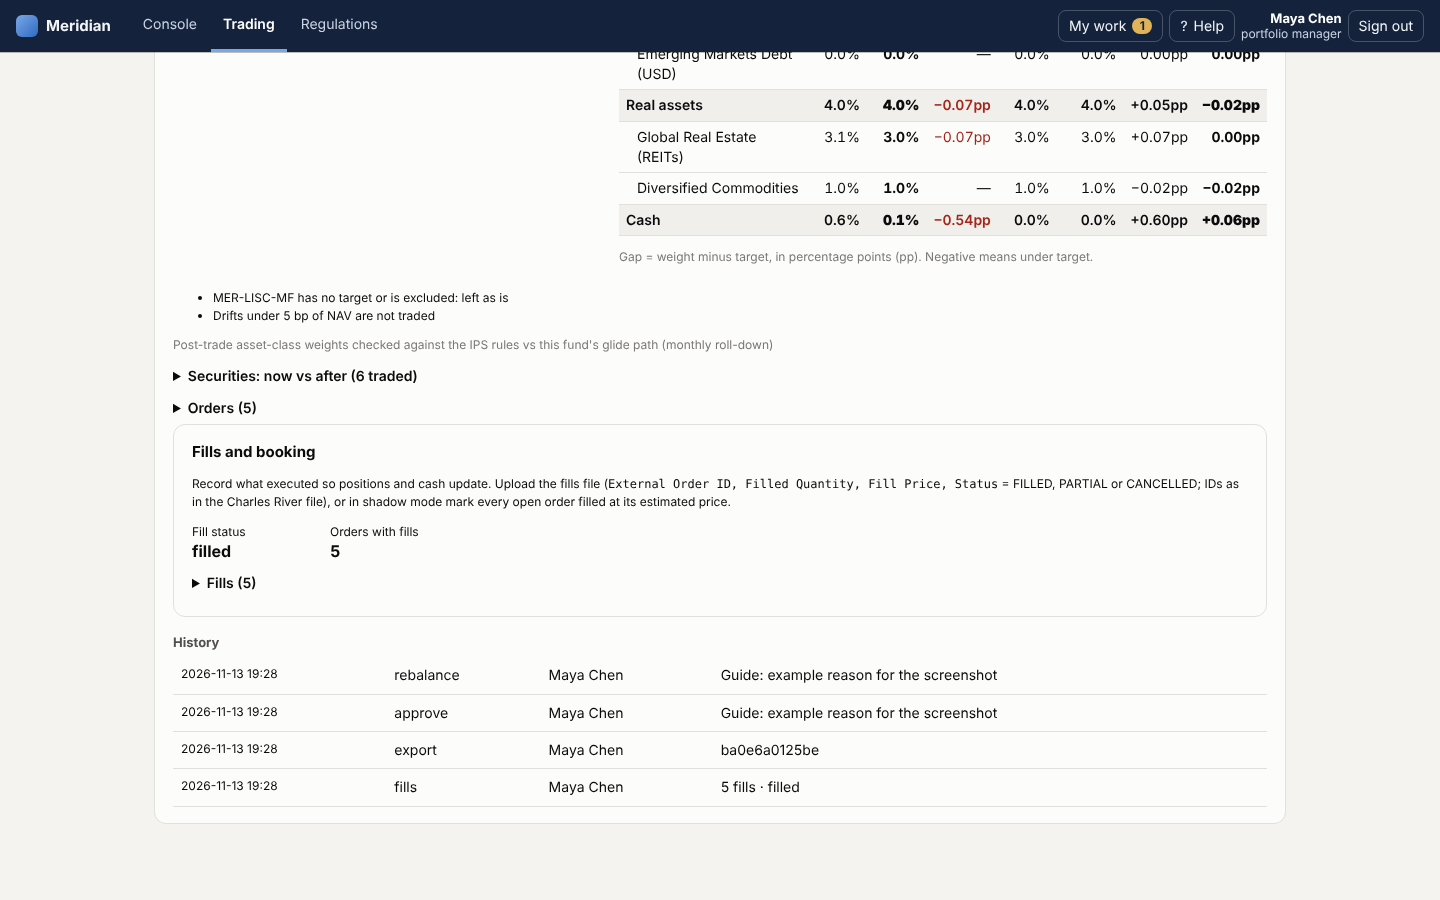 Meridian Console Trading Regulations My work 1 ? Help Maya Chen portfolio manager Sign out
Emerging Markets Debt (USD) 0.0% 0.0% — 0.0% 0.0% 0.00pp 0.00pp
Real assets 4.0% 4.0% −0.07pp 4.0% 4.0% +0.05pp −0.02pp
Global Real Estate (REITs) 3.1% 3.0% −0.07pp 3.0% 3.0% +0.07pp 0.00pp
Diversified Commodities 1.0% 1.0% — 1.0% 1.0% −0.02pp −0.02pp
Cash 0.6% 0.1% −0.54pp 0.0% 0.0% +0.60pp +0.06pp
Gap = weight minus target, in percentage points (pp). Negative means under target.
• MER-LISC-MF has no target or is excluded: left as is
• Drifts under 5 bp of NAV are not traded
Post-trade asset-class weights checked against the IPS rules vs this fund's glide path (monthly roll-down)
▶ Securities: now vs after (6 traded)
▶ Orders (5)
Fills and booking
Record what executed so positions and cash update. Upload the fills file (External Order ID, Filled Quantity, Fill Price, Status = FILLED, PARTIAL or CANCELLED; IDs as
in the Charles River file), or in shadow mode mark every open order filled at its estimated price.
Fill status Orders with fills
filled 5
▶ Fills (5)
History
2026-11-13 19:28 rebalance Maya Chen Guide: example reason for the screenshot
2026-11-13 19:28 approve Maya Chen Guide: example reason for the screenshot
2026-11-13 19:28 export Maya Chen ba0e6a0125be
2026-11-13 19:28 fills Maya Chen 5 fills · filled